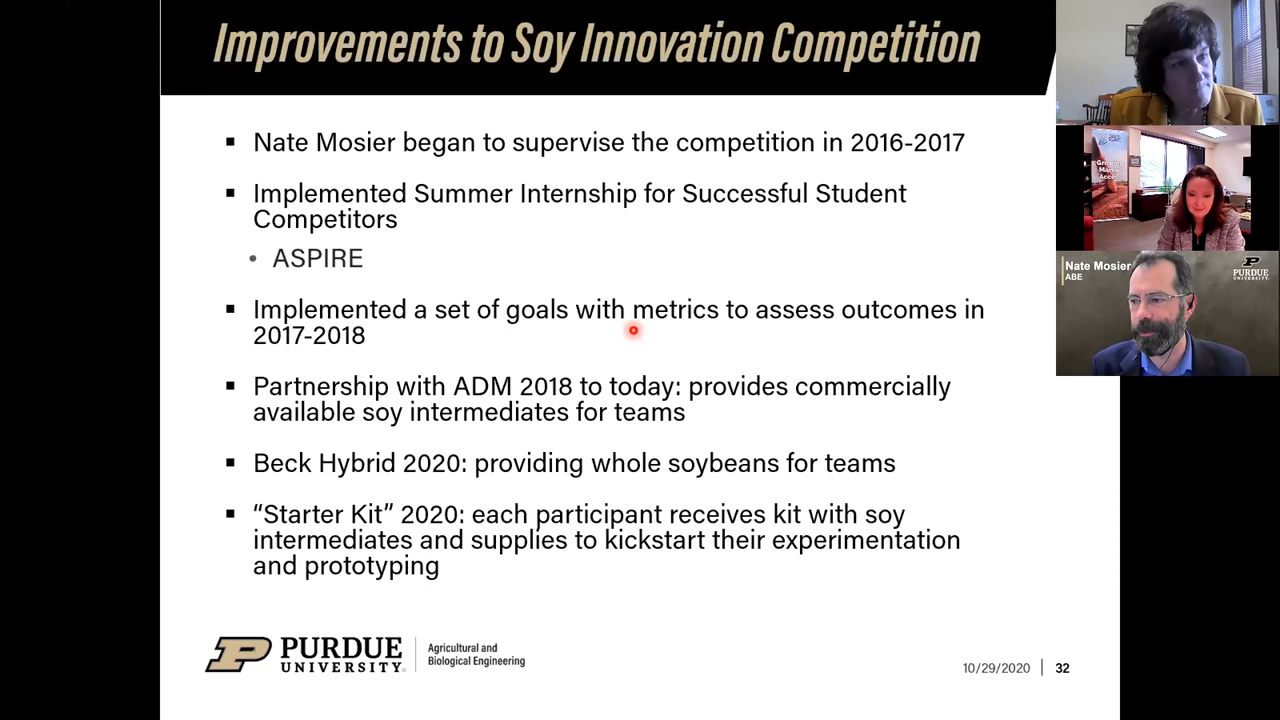 Improvements to Soy Innovation Competition
▪ Nate Mosier began to supervise the competition in 2016-2017
▪ Implemented Summer Internship for Successful Student
Competitors
• ASPIRE
▪ Implemented a set of goals with metrics to assess outcomes in
2017-2018
▪ Partnership with ADM 2018 to today: provides commercially
available soy intermediates for teams
▪ Beck Hybrid 2020: providing whole soybeans for teams
▪ “Starter Kit” 2020: each participant receives kit with soy
intermediates and supplies to kickstart their experimentation
and prototyping
PURDUE
UNIVERSITY
Agricultural and
Biological Engineering
10/29/2020
32
Market
Nate Mosier
ABE
PURDUE
UNIVERSITY